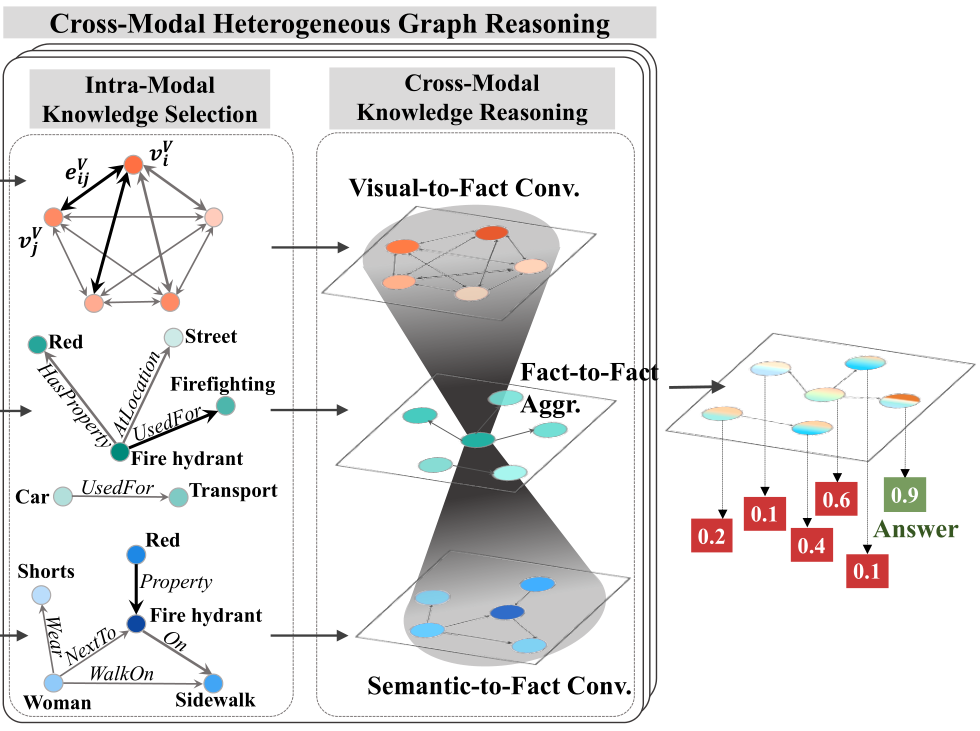 Cross-Modal Heterogeneous Graph Reasoning
Intra-Modal
Knowledge Selection
Cross-Modal
Knowledge Reasoning
e_{ij}^{V}
v_{i}^{V}
v_{j}^{V}
Visual-to-Fact Conv.
Red
Street
HasProperty
AtLocation
Firefighting
UsedFor
Fire hydrant
Car
UsedFor
Transport
Fact-to-Fact
Aggr.
Red
Shorts
Property
Fire hydrant
Wear
NextTo
On
WalkOn
Woman
Sidewalk
Semantic-to-Fact Conv.
0.2
0.1
0.4
0.6
0.1
0.9
Answer